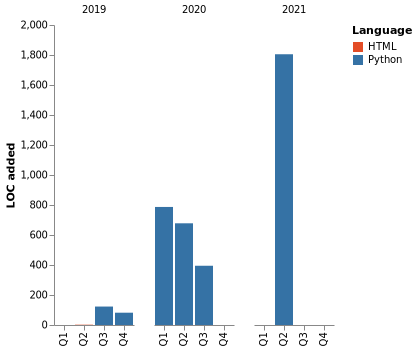 2019 2020 2021
Language
HTML
Python
LOC added
2,000
1,800
1,600
1,400
1,200
1,000
800
600
400
200
0
Q1 Q2 Q3 Q4 Q1 Q2 Q3 Q4 Q1 Q2 Q3 Q4